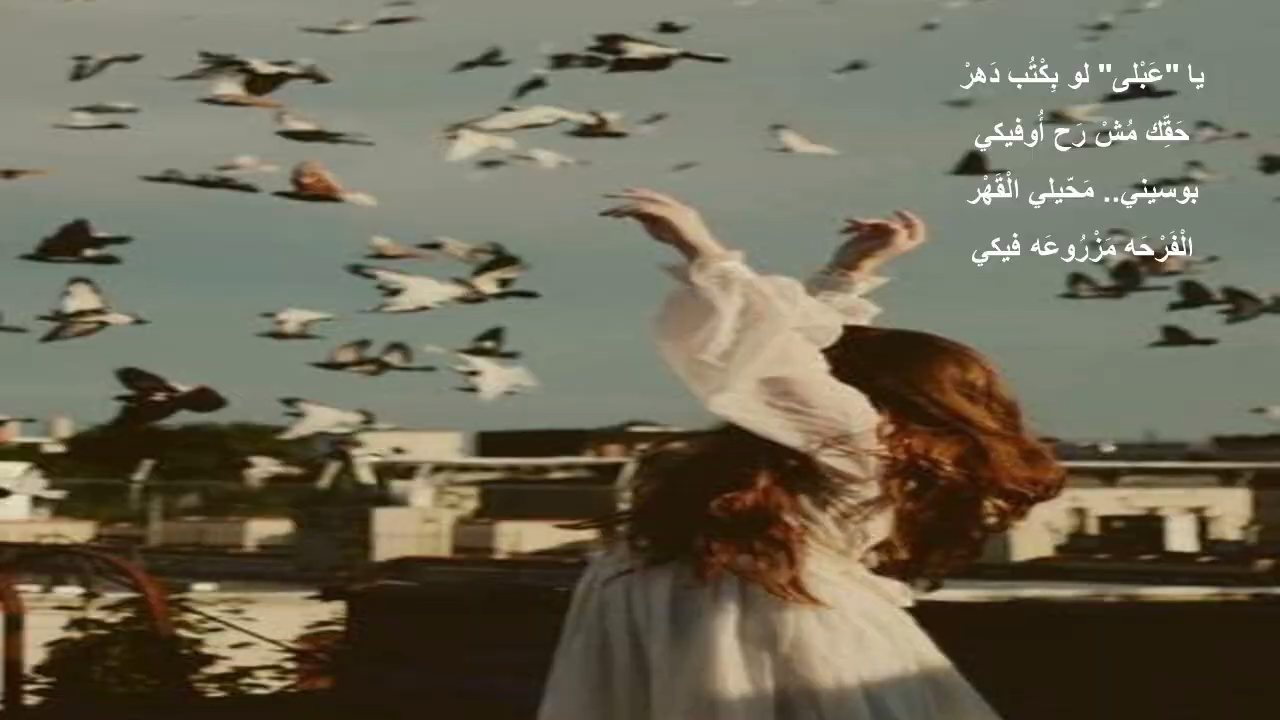 يا "عَبْلى" لو بِكْتُب دَهرْ
حَقِّك مُشْ رَح أُوفيكي
بوسيني.. مَحّيلي الْقَهْر
الْفَرْحَه مَزْرُوعَه فيكي